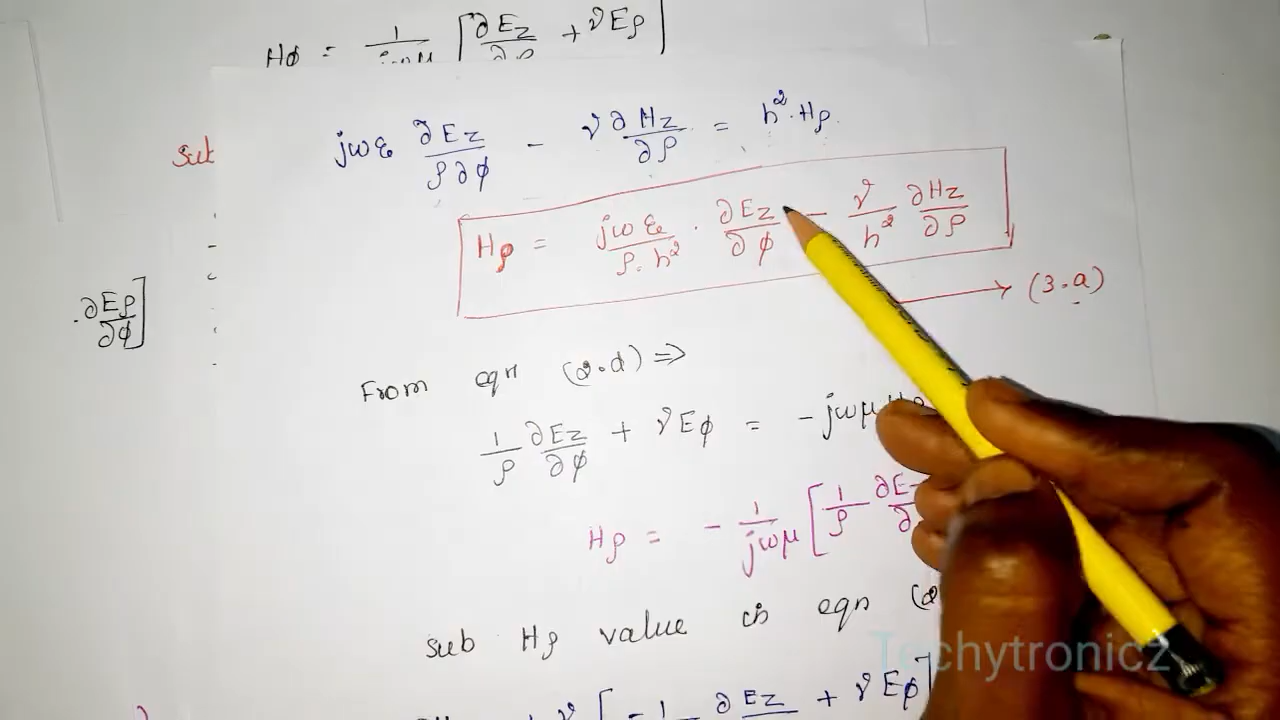 Hφ = 1/jωμ [∂Ez/∂ρ + γEρ]
sub
jωε ∂Ez/ρ∂φ - γ∂Hz/∂ρ = h². Hρ
Hρ = jωε/ρ.h² . ∂Ez/∂φ - γ/h² ∂Hz/∂ρ
→ (3.a)
.∂Eρ/∂φ]
From eqn (2.d) ⇒
1/ρ ∂Ez/∂φ + γEφ = -jωμ
Hρ = - 1/jωμ [1/ρ
sub Hρ value in eqn
γ [-1 ∂Ez + γEφ]
Techytronicz